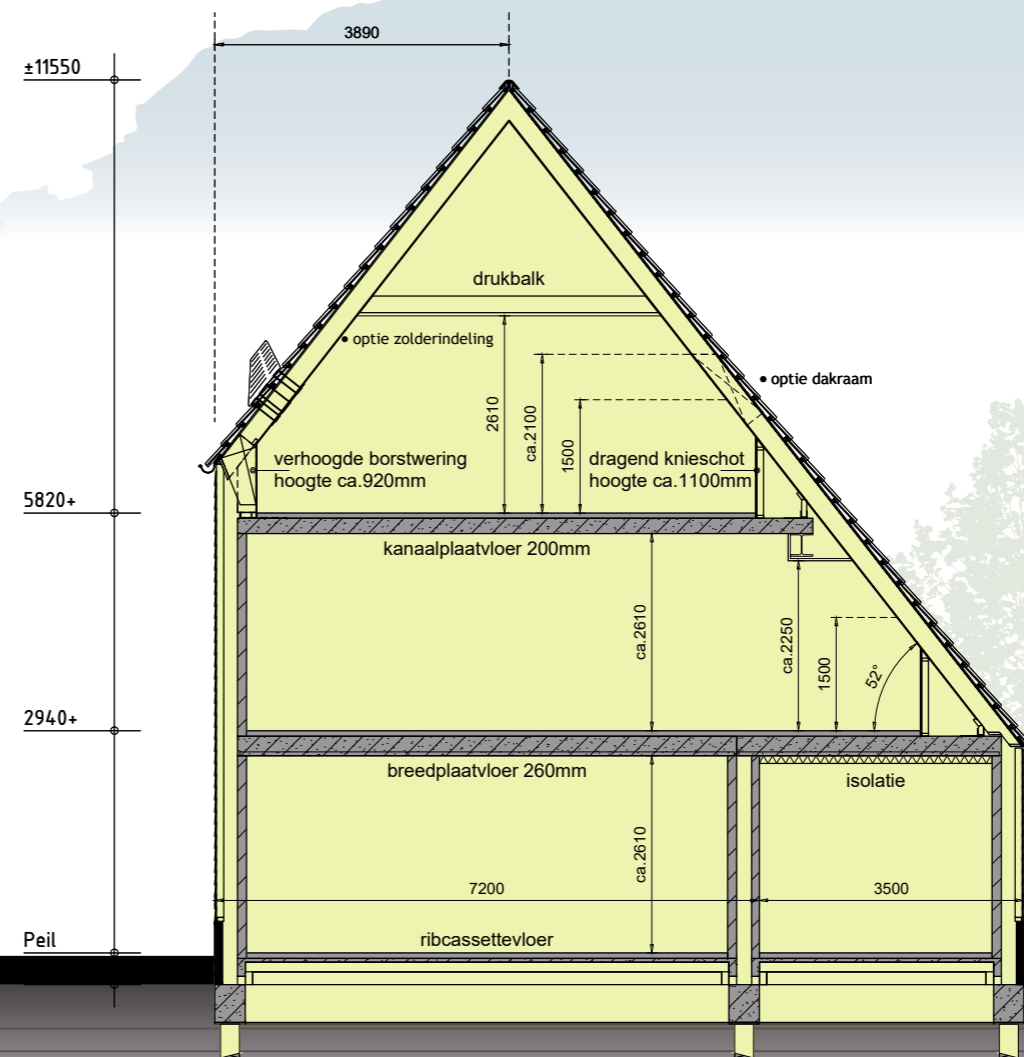 3890
±11550
drukbalk
optie zolderindeling
optie dakraam
2610
ca.2100
1500
verhoogde borstwering
hoogte ca.920mm
dragend knieschot
hoogte ca.1100mm
5820+
kanaalplaatvloer 200mm
ca.2610
ca.2250
1500
52°
2940+
breedplaatvloer 260mm
isolatie
ca.2610
7200
3500
Peil
ribcassettevloer